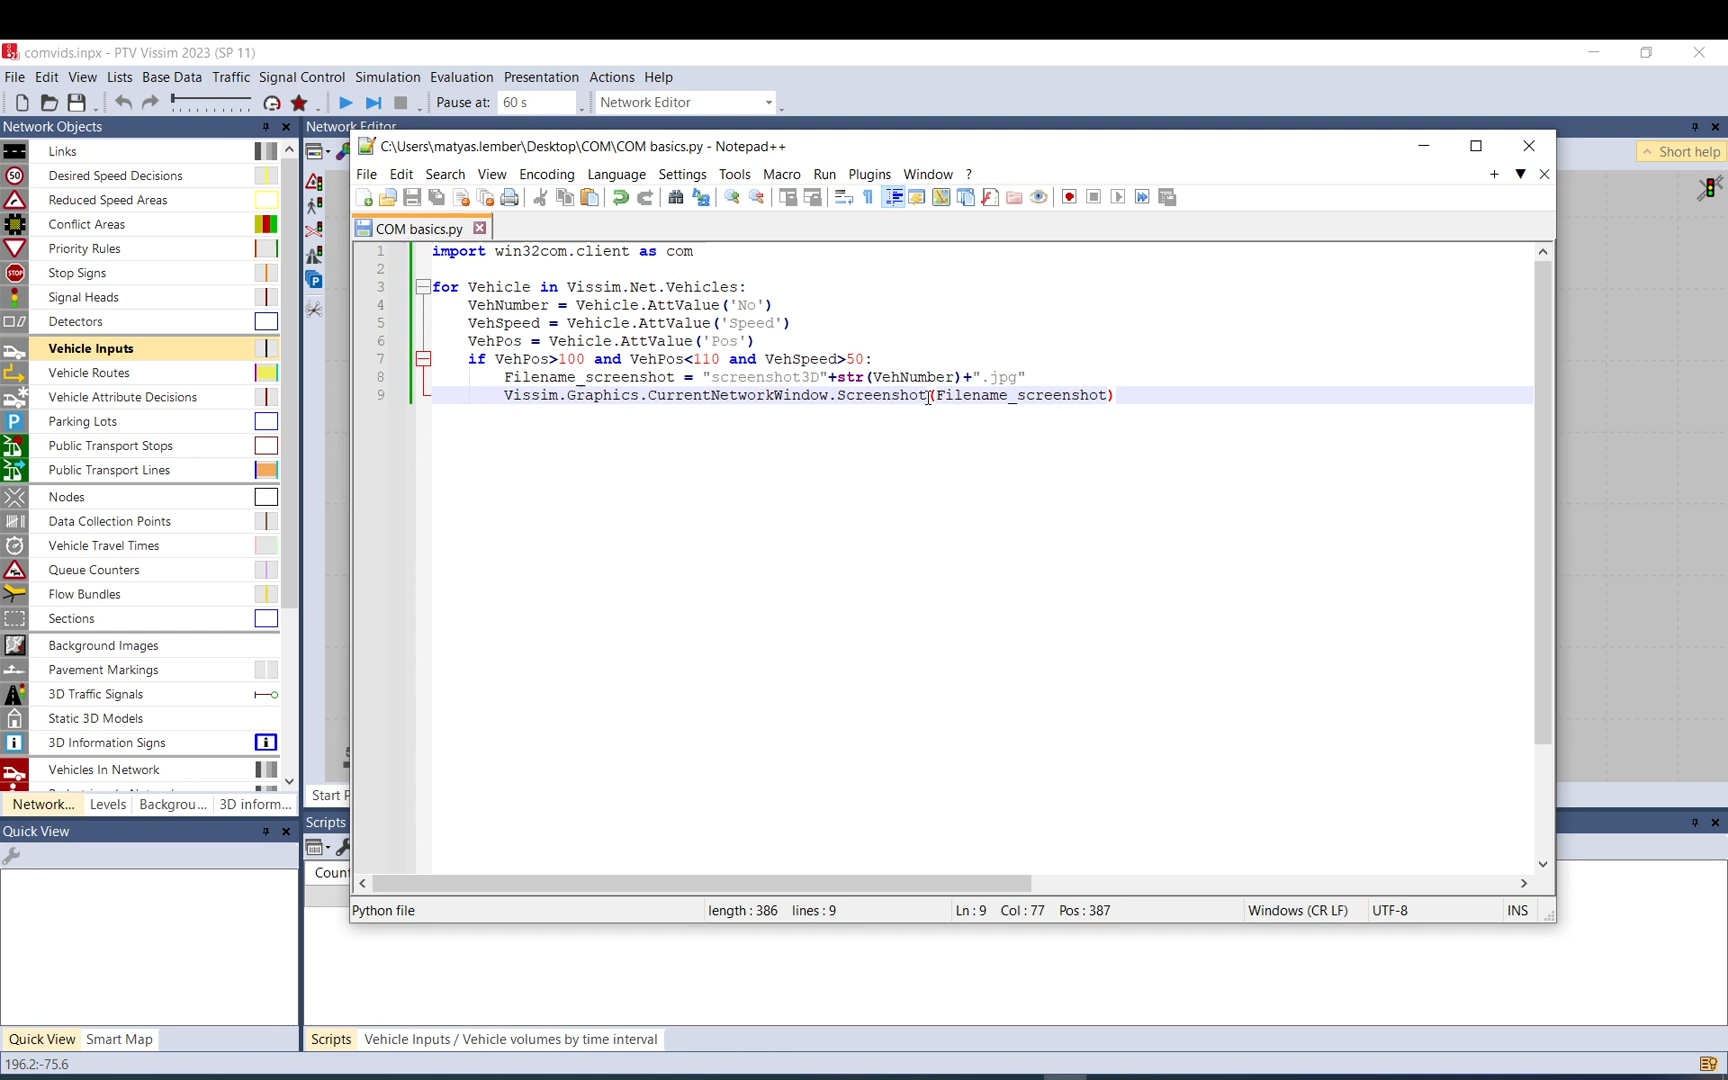 comvids.inpx - PTV Vissim 2023 (SP 11)
File Edit View Lists Base Data Traffic Signal Control Simulation Evaluation Presentation Actions Help
Pause at: 60 s Network Editor
Network Objects
Network Editor
Short help
Links
Desired Speed Decisions
Reduced Speed Areas
Conflict Areas
Priority Rules
Stop Signs
Signal Heads
Detectors
Vehicle Inputs
Vehicle Routes
Vehicle Attribute Decisions
Parking Lots
Public Transport Stops
Public Transport Lines
Nodes
Data Collection Points
Vehicle Travel Times
Queue Counters
Flow Bundles
Sections
Background Images
Pavement Markings
3D Traffic Signals
Static 3D Models
3D Information Signs
Vehicles In Network
Network... Levels Backgrou... 3D inform...
Quick View
Quick View Smart Map
196.2:-75.6
C:\Users\matyas.lember\Desktop\COM\COM basics.py - Notepad++
File Edit Search View Encoding Language Settings Tools Macro Run Plugins Window ?
COM basics.py
1 import win32com.client as com
2
3 for Vehicle in Vissim.Net.Vehicles:
4 VehNumber = Vehicle.AttValue('No')
5 VehSpeed = Vehicle.AttValue('Speed')
6 VehPos = Vehicle.AttValue('Pos')
7 if VehPos>100 and VehPos<110 and VehSpeed>50:
8 Filename_screenshot = "screenshot3D"+str(VehNumber)+".jpg"
9 Vissim.Graphics.CurrentNetworkWindow.Screenshot(Filename_screenshot)
Python file length : 386 lines : 9 Ln : 9 Col : 77 Pos : 387 Windows (CR LF) UTF-8 INS
Start P
Scripts
Count
Scripts Vehicle Inputs / Vehicle volumes by time interval